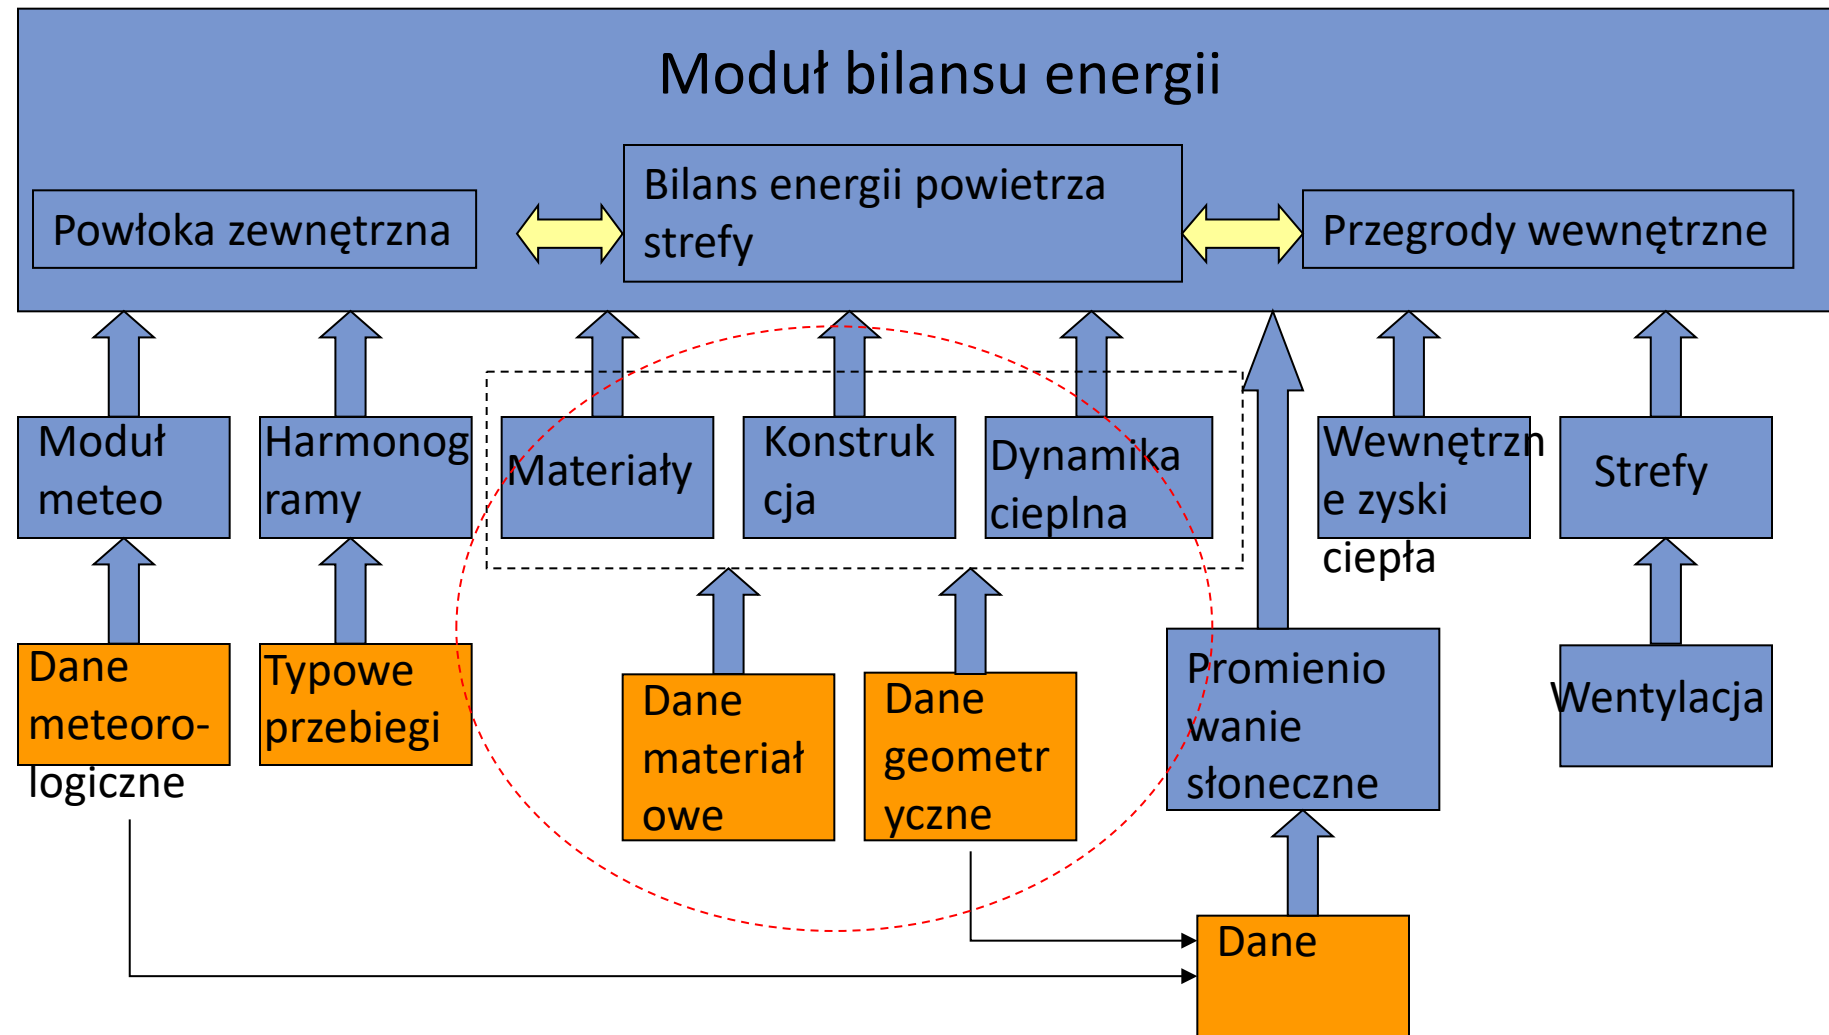 Moduł bilansu energii
Powłoka zewnętrzna
Bilans energii powietrza
strefy
Przegrody wewnętrzne
Moduł
meteo
Harmonog
ramy
Materiały
Konstruk
cja
Dynamika
cieplna
Wewnętrzn
e zyski
ciepła
Strefy
Dane
meteoro-
logiczne
Typowe
przebiegi
Dane
materiał
owe
Dane
geometr
yczne
Promienio
wanie
słoneczne
Wentylacja
Dane